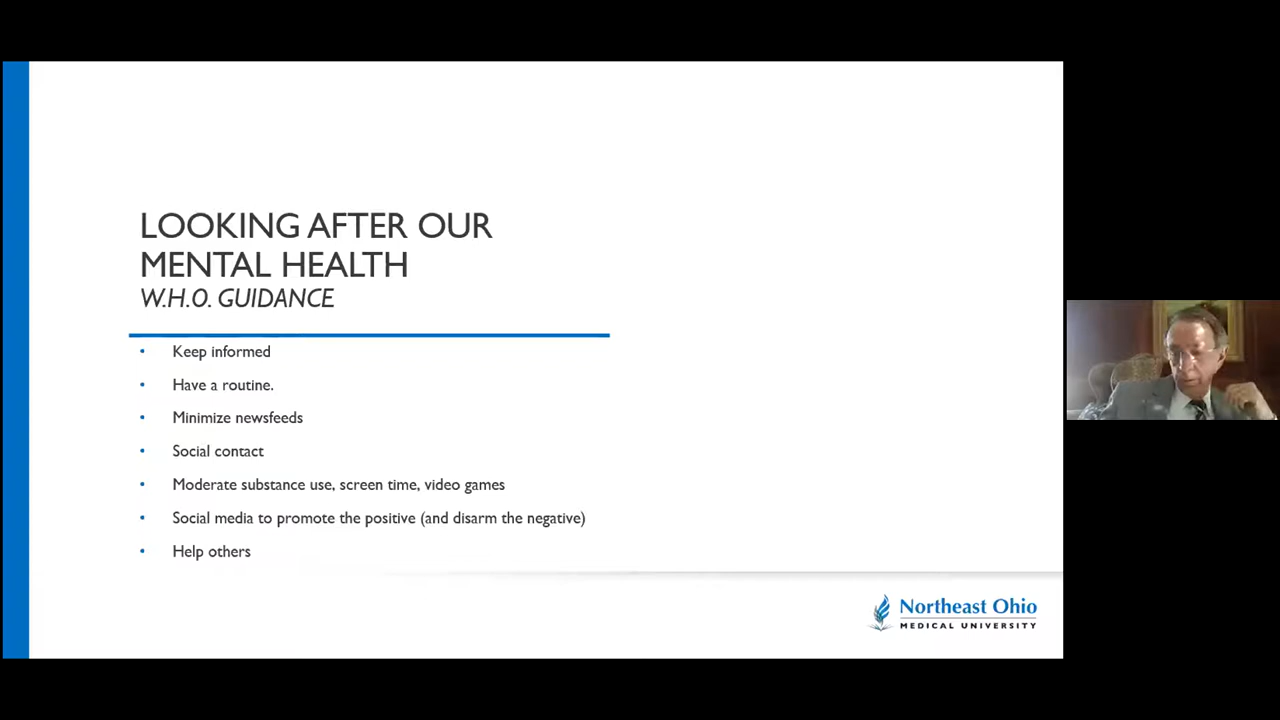 LOOKING AFTER OUR
MENTAL HEALTH
W.H.O. GUIDANCE
• Keep informed
• Have a routine.
• Minimize newsfeeds
• Social contact
• Moderate substance use, screen time, video games
• Social media to promote the positive (and disarm the negative)
• Help others
Northeast Ohio
MEDICAL UNIVERSITY